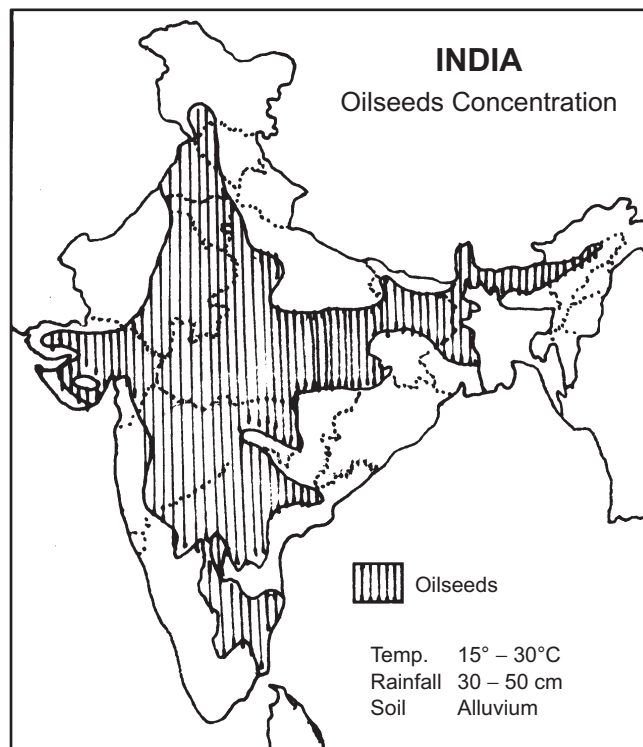 INDIA
Oilseeds Concentration
Oilseeds
Temp. 15° – 30°C
Rainfall 30 – 50 cm
Soil Alluvium